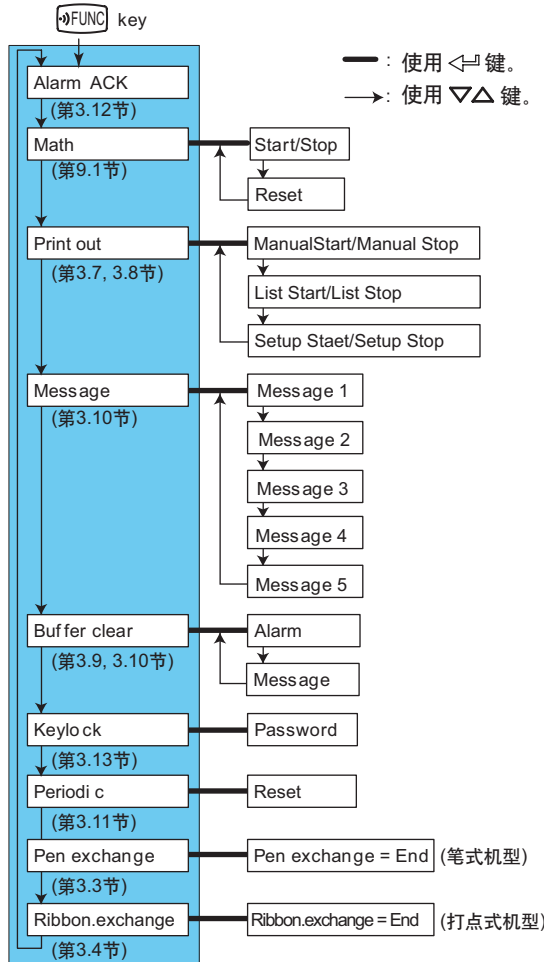 FUNC key
━ : 使用 键。
→: 使用 ▽△ 键。
Alarm ACK
(第3.12节)
Math
Start/Stop
(第9.1节)
Reset
Print out
ManualStart/Manual Stop
(第3.7, 3.8节)
List Start/List Stop
Setup Staet/Setup Stop
Message
Message 1
(第3.10节)
Message 2
Message 3
Message 4
Message 5
Buffer clear
Alarm
(第3.9, 3.10节)
Message
Keylock
Password
(第3.13节)
Periodic
Reset
(第3.11节)
Pen exchange
Pen exchange = End (笔式机型)
(第3.3节)
Ribbon.exchange
Ribbon.exchange = End (打点式机型)
(第3.4节)